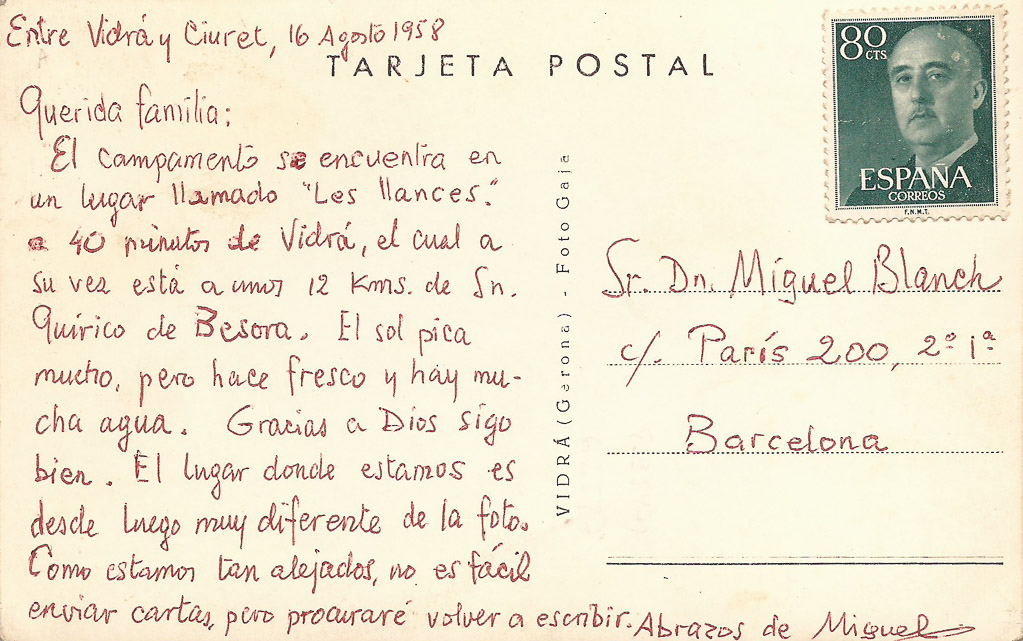 Entre Vidrá y Ciuret, 16 Agosto 1958
TARJETA POSTAL
Querida familia:
El campamento se encuentra en
un lugar llamado "Les llances".
a 40 minutos de Vidrá, el cual a
su vez está a unos 12 Kms. de Sn.
Quírico de Besora. El sol pica
mucho, pero hace fresco y hay mu-
cha agua. Gracias a Dios sigo
bien. El lugar donde estamos es
desde luego muy diferente de la foto.
Como estamos tan alejados, no es fácil
enviar cartas, pero procuraré volver a escribir.
Abrazos de Miguel
VIDRÁ (Gerona) - Foto Gaja
80
CTS
ESPAÑA
CORREOS
F.N.M.T.
Sr. Dn. Míguel Blanch
c/. París 200, 2º 1ª
Barcelona